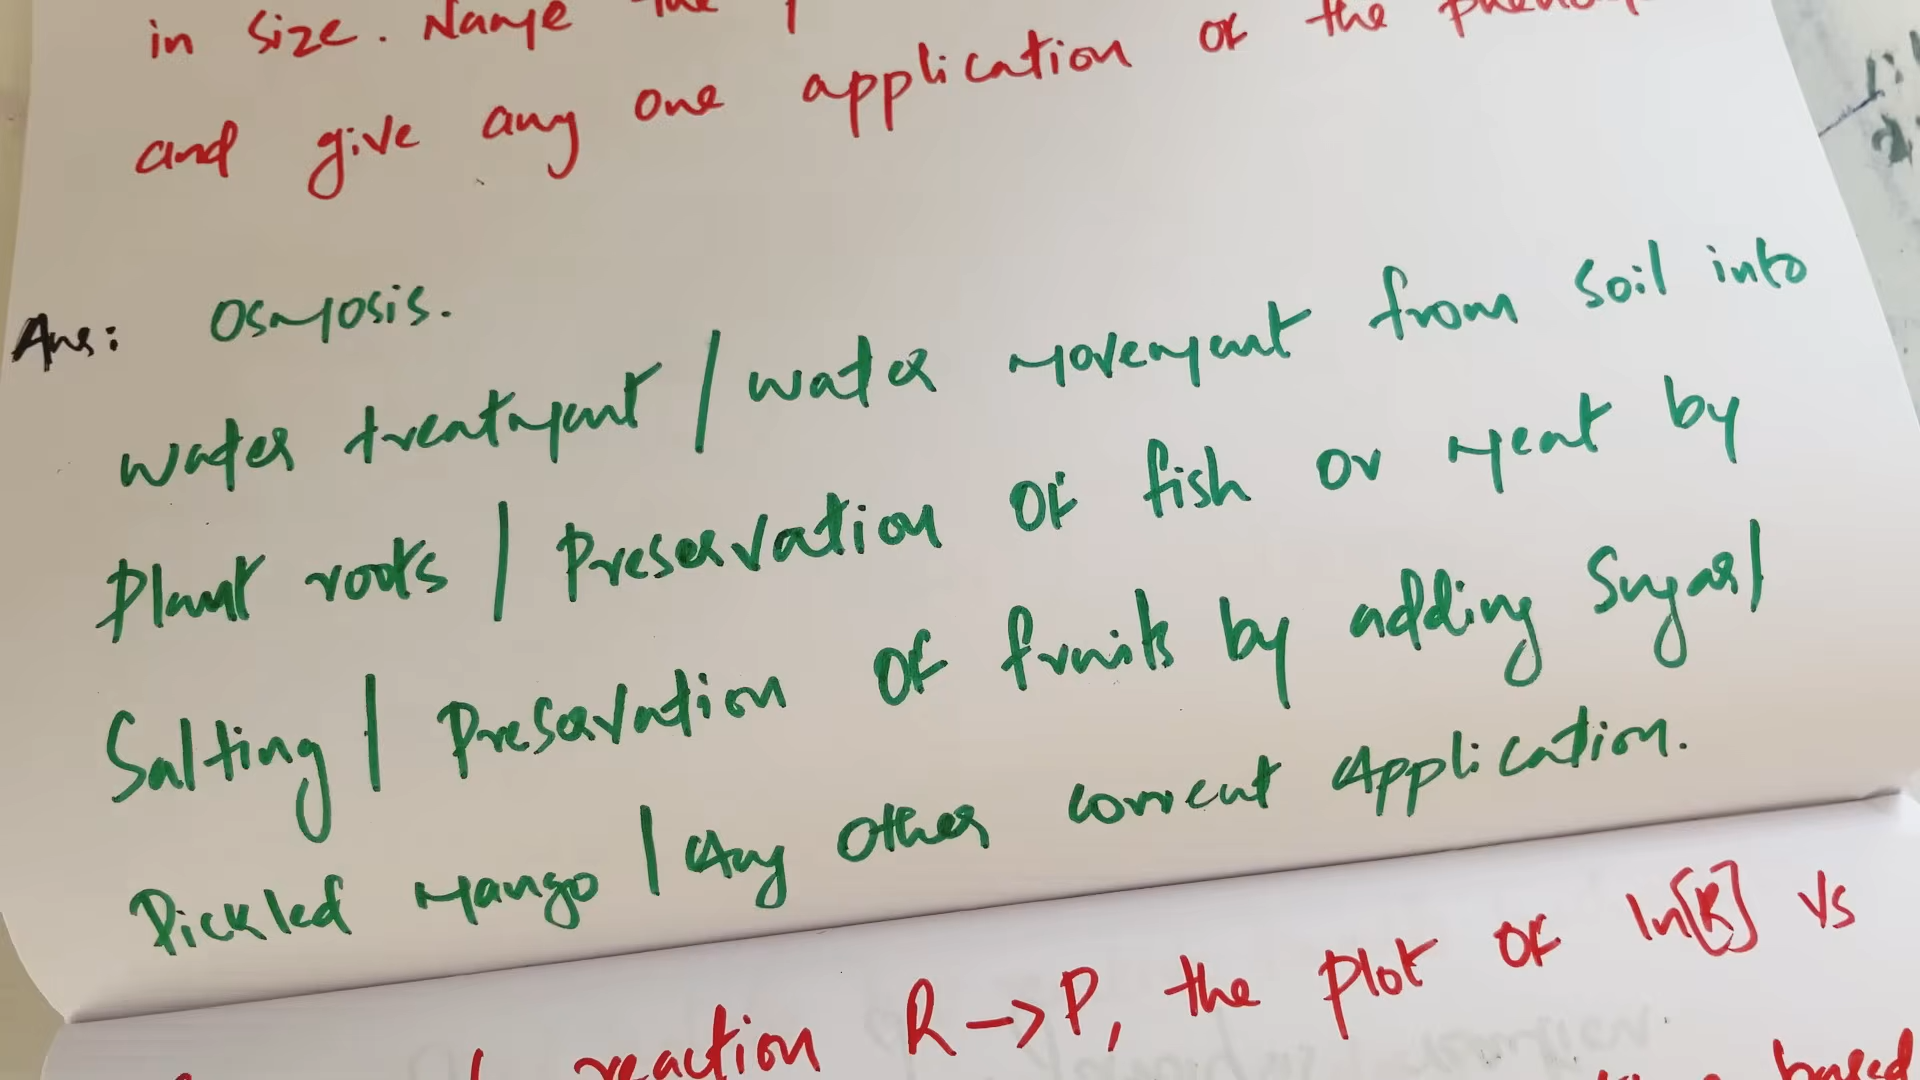 in size. Name the
and give any one application of the
Ans: Osmosis.
Water treatment / water movement from soil into
Plant roots / Preservation of fish or meat by
Salting / Preservation of fruits by adding Sugar /
Pickled Mango / Any other correct Application.
reaction R → P, the plot of ln[R] Vs
based